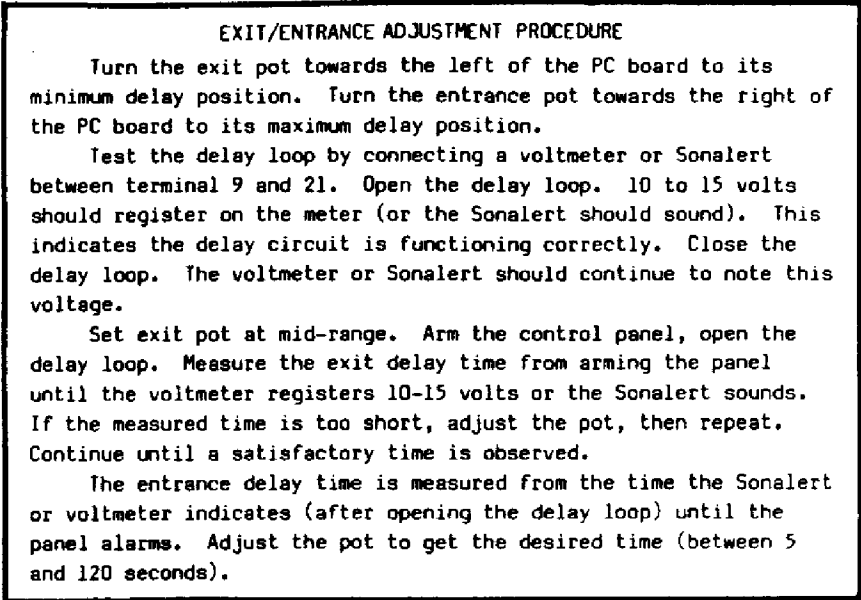 EXIT/ENTRANCE ADJUSTMENT PROCEDURE
Turn the exit pot towards the left of the PC board to its
minimum delay position. Turn the entrance pot towards the right of
the PC board to its maximum delay position.
Test the delay loop by connecting a voltmeter or Sonalert
between terminal 9 and 21. Open the delay loop. 10 to 15 volts
should register on the meter (or the Sonalert should sound). This
indicates the delay circuit is functioning correctly. Close the
delay loop. The voltmeter or Sonalert should continue to note this
voltage.
Set exit pot at mid-range. Arm the control panel, open the
delay loop. Measure the exit delay time from arming the panel
until the voltmeter registers 10-15 volts or the Sonalert sounds.
If the measured time is too short, adjust the pot, then repeat.
Continue until a satisfactory time is observed.
The entrance delay time is measured from the time the Sonalert
or voltmeter indicates (after opening the delay loop) until the
panel alarms. Adjust the pot to get the desired time (between 5
and 120 seconds).